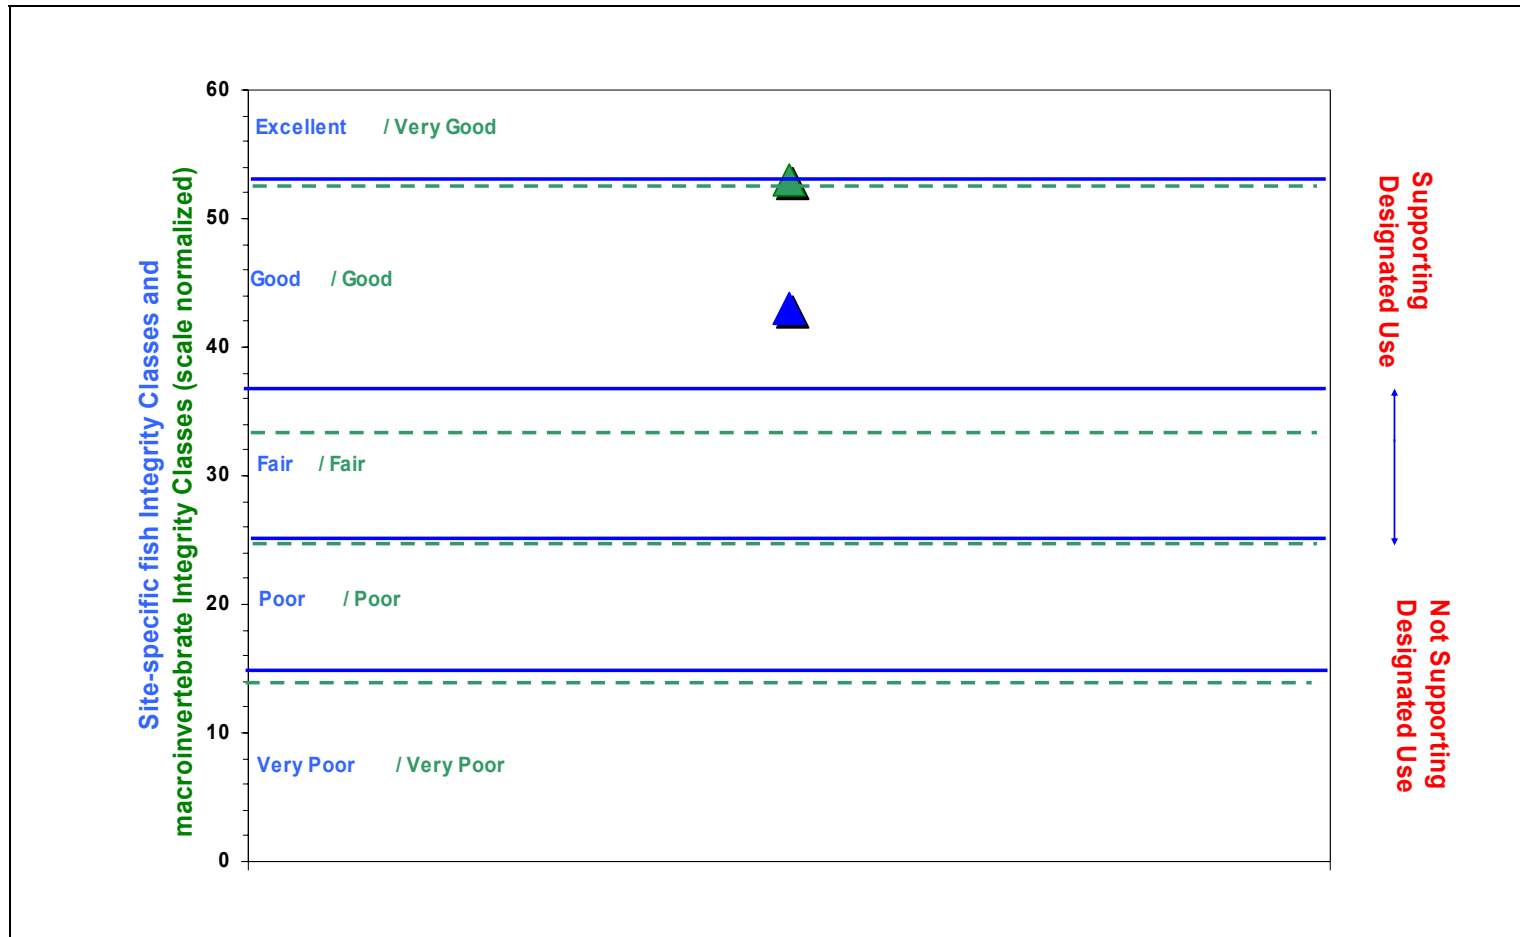 Site-specific fish Integrity Classes and
macroinvertebrate Integrity Classes (scale normalized)
60
50
40
30
20
10
0
Excellent / Very Good
Good / Good
Fair / Fair
Poor / Poor
Very Poor / Very Poor
Supporting
Designated Use
Not Supporting
Designated Use